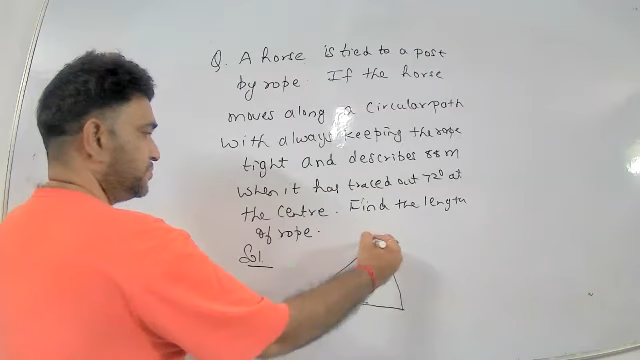 Q. A horse is tied to a post
by rope. If the horse
moves along a circular path
with always keeping the rope
tight and describes 88m
when it has traced out 72° at
the centre. Find the length
of rope.
Sol